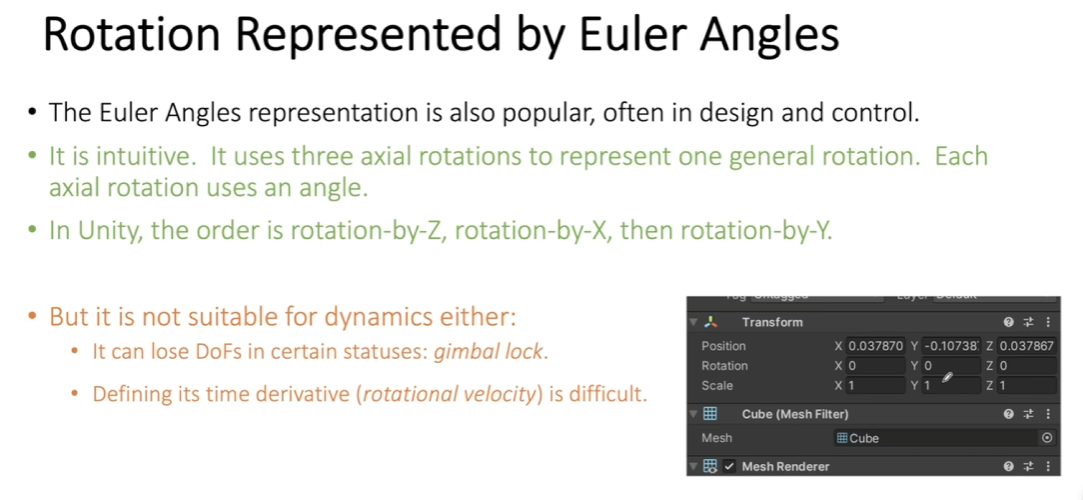 Rotation Represented by Euler Angles
• The Euler Angles representation is also popular, often in design and control.
• It is intuitive. It uses three axial rotations to represent one general rotation. Each
axial rotation uses an angle.
• In Unity, the order is rotation-by-Z, rotation-by-X, then rotation-by-Y.
• But it is not suitable for dynamics either:
• It can lose DoFs in certain statuses: gimbal lock.
• Defining its time derivative (rotational velocity) is difficult.
Transform
Position X 0.037870 Y -0.10738 Z 0.037867
Rotation X 0 Y 0 Z 0
Scale X 1 Y 1 Z 1
Cube (Mesh Filter)
Mesh Cube
Mesh Renderer